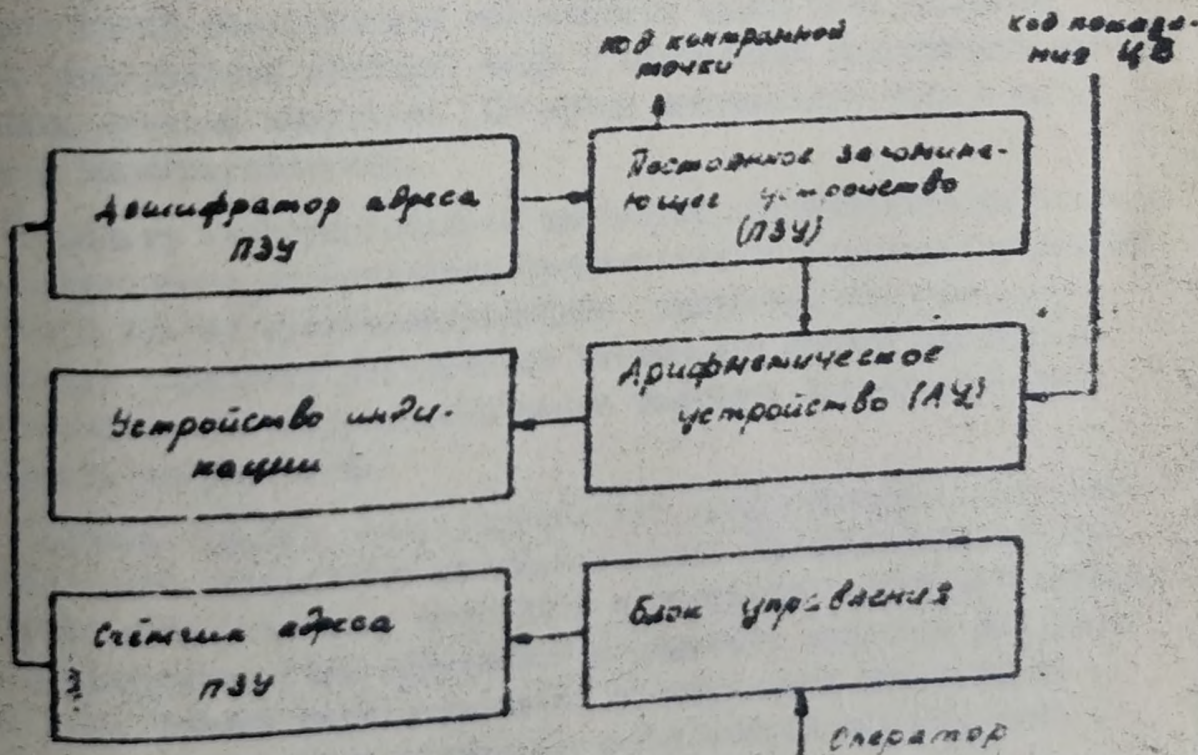 код контрольной
точки
код показа-
ния ЦВ
Дешифратор адреса
ПЗУ
Постоянное запомина-
ющее устройство
(ПЗУ)
Устройство инди-
кации
Арифметическое
устройство (АУ)
Счётчик адреса
ПЗУ
Блок управления
Оператор